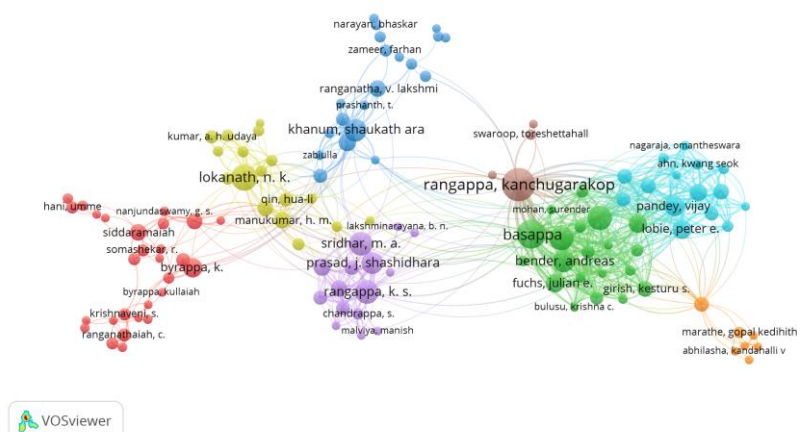 narayan, bhaskar
zameer, farhan
ranganatha, v. lakshmi
prashanth, t.
khanum, shaukath ara
kumar, a. h. udaya
zabiulla
swaroop, toreshettahall
nagaraja, omantheswara
ahn, kwang seok
lokanath, n. k.
rangappa, kanchugarakop
hani, umme
qin, hua-li
nanjundaswamy, g. s.
manukumar, h. m.
lakshminarayana, b. n.
mohan, surender
pandey, vijay
siddaramaiah
sridhar, m. a.
basappa
lobie, peter e.
somashekar, r.
prasad, j. shashidhara
bender, andreas
byrappa, k.
fuchs, julian e.
girish, kesturu s.
byrappa, kullaiah
rangappa, k. s.
bulusu, krishna c.
krishnaveni, s.
chandrappa, s.
ranganathaiah, c.
malviya, manish
marathe, gopal kedihith
abhilasha, kandahalli v
VOSviewer